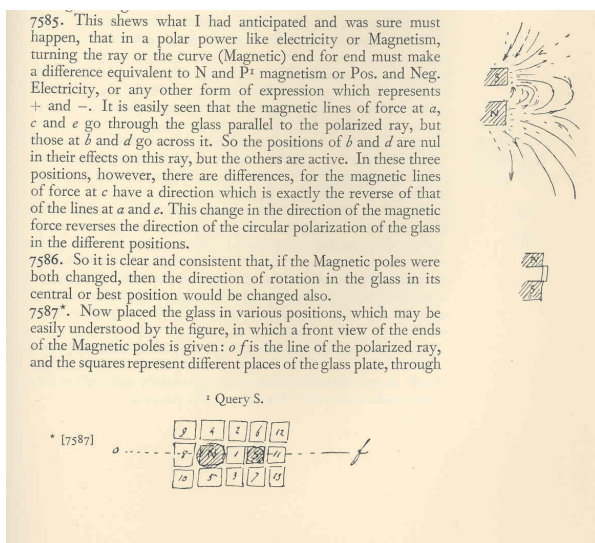 7585. This shews what I had anticipated and was sure must
happen, that in a polar power like electricity or Magnetism,
turning the ray or the curve (Magnetic) end for end must make
a difference equivalent to N and P¹ magnetism or Pos. and Neg.
Electricity, or any other form of expression which represents
+ and −. It is easily seen that the magnetic lines of force at a,
c and e go through the glass parallel to the polarized ray, but
those at b and d go across it. So the positions of b and d are nul
in their effects on this ray, but the others are active. In these three
positions, however, there are differences, for the magnetic lines
of force at c have a direction which is exactly the reverse of that
of the lines at a and e. This change in the direction of the magnetic
force reverses the direction of the circular polarization of the glass
in the different positions.
7586. So it is clear and consistent that, if the Magnetic poles were
both changed, then the direction of rotation in the glass in its
central or best position would be changed also.
7587*. Now placed the glass in various positions, which may be
easily understood by the figure, in which a front view of the ends
of the Magnetic poles is given: o f is the line of the polarized ray,
and the squares represent different places of the glass plate, through
¹ Query S.
* [7587]
9 4 2 6 12
o 8 N 1 S 11 f
10 5 3 7 13
S
N
N
S